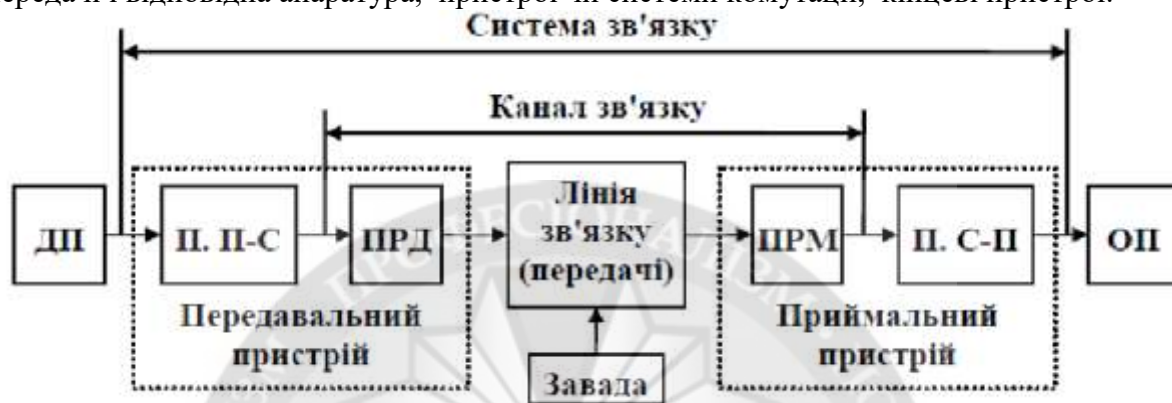 Система зв'язку
Канал зв'язку
ДП
П. П-С
ПРД
Лінія
зв'язку
(передачі)
ПРМ
П. С-П
ОП
Передавальний
пристрій
Приймальний
пристрій
Завада